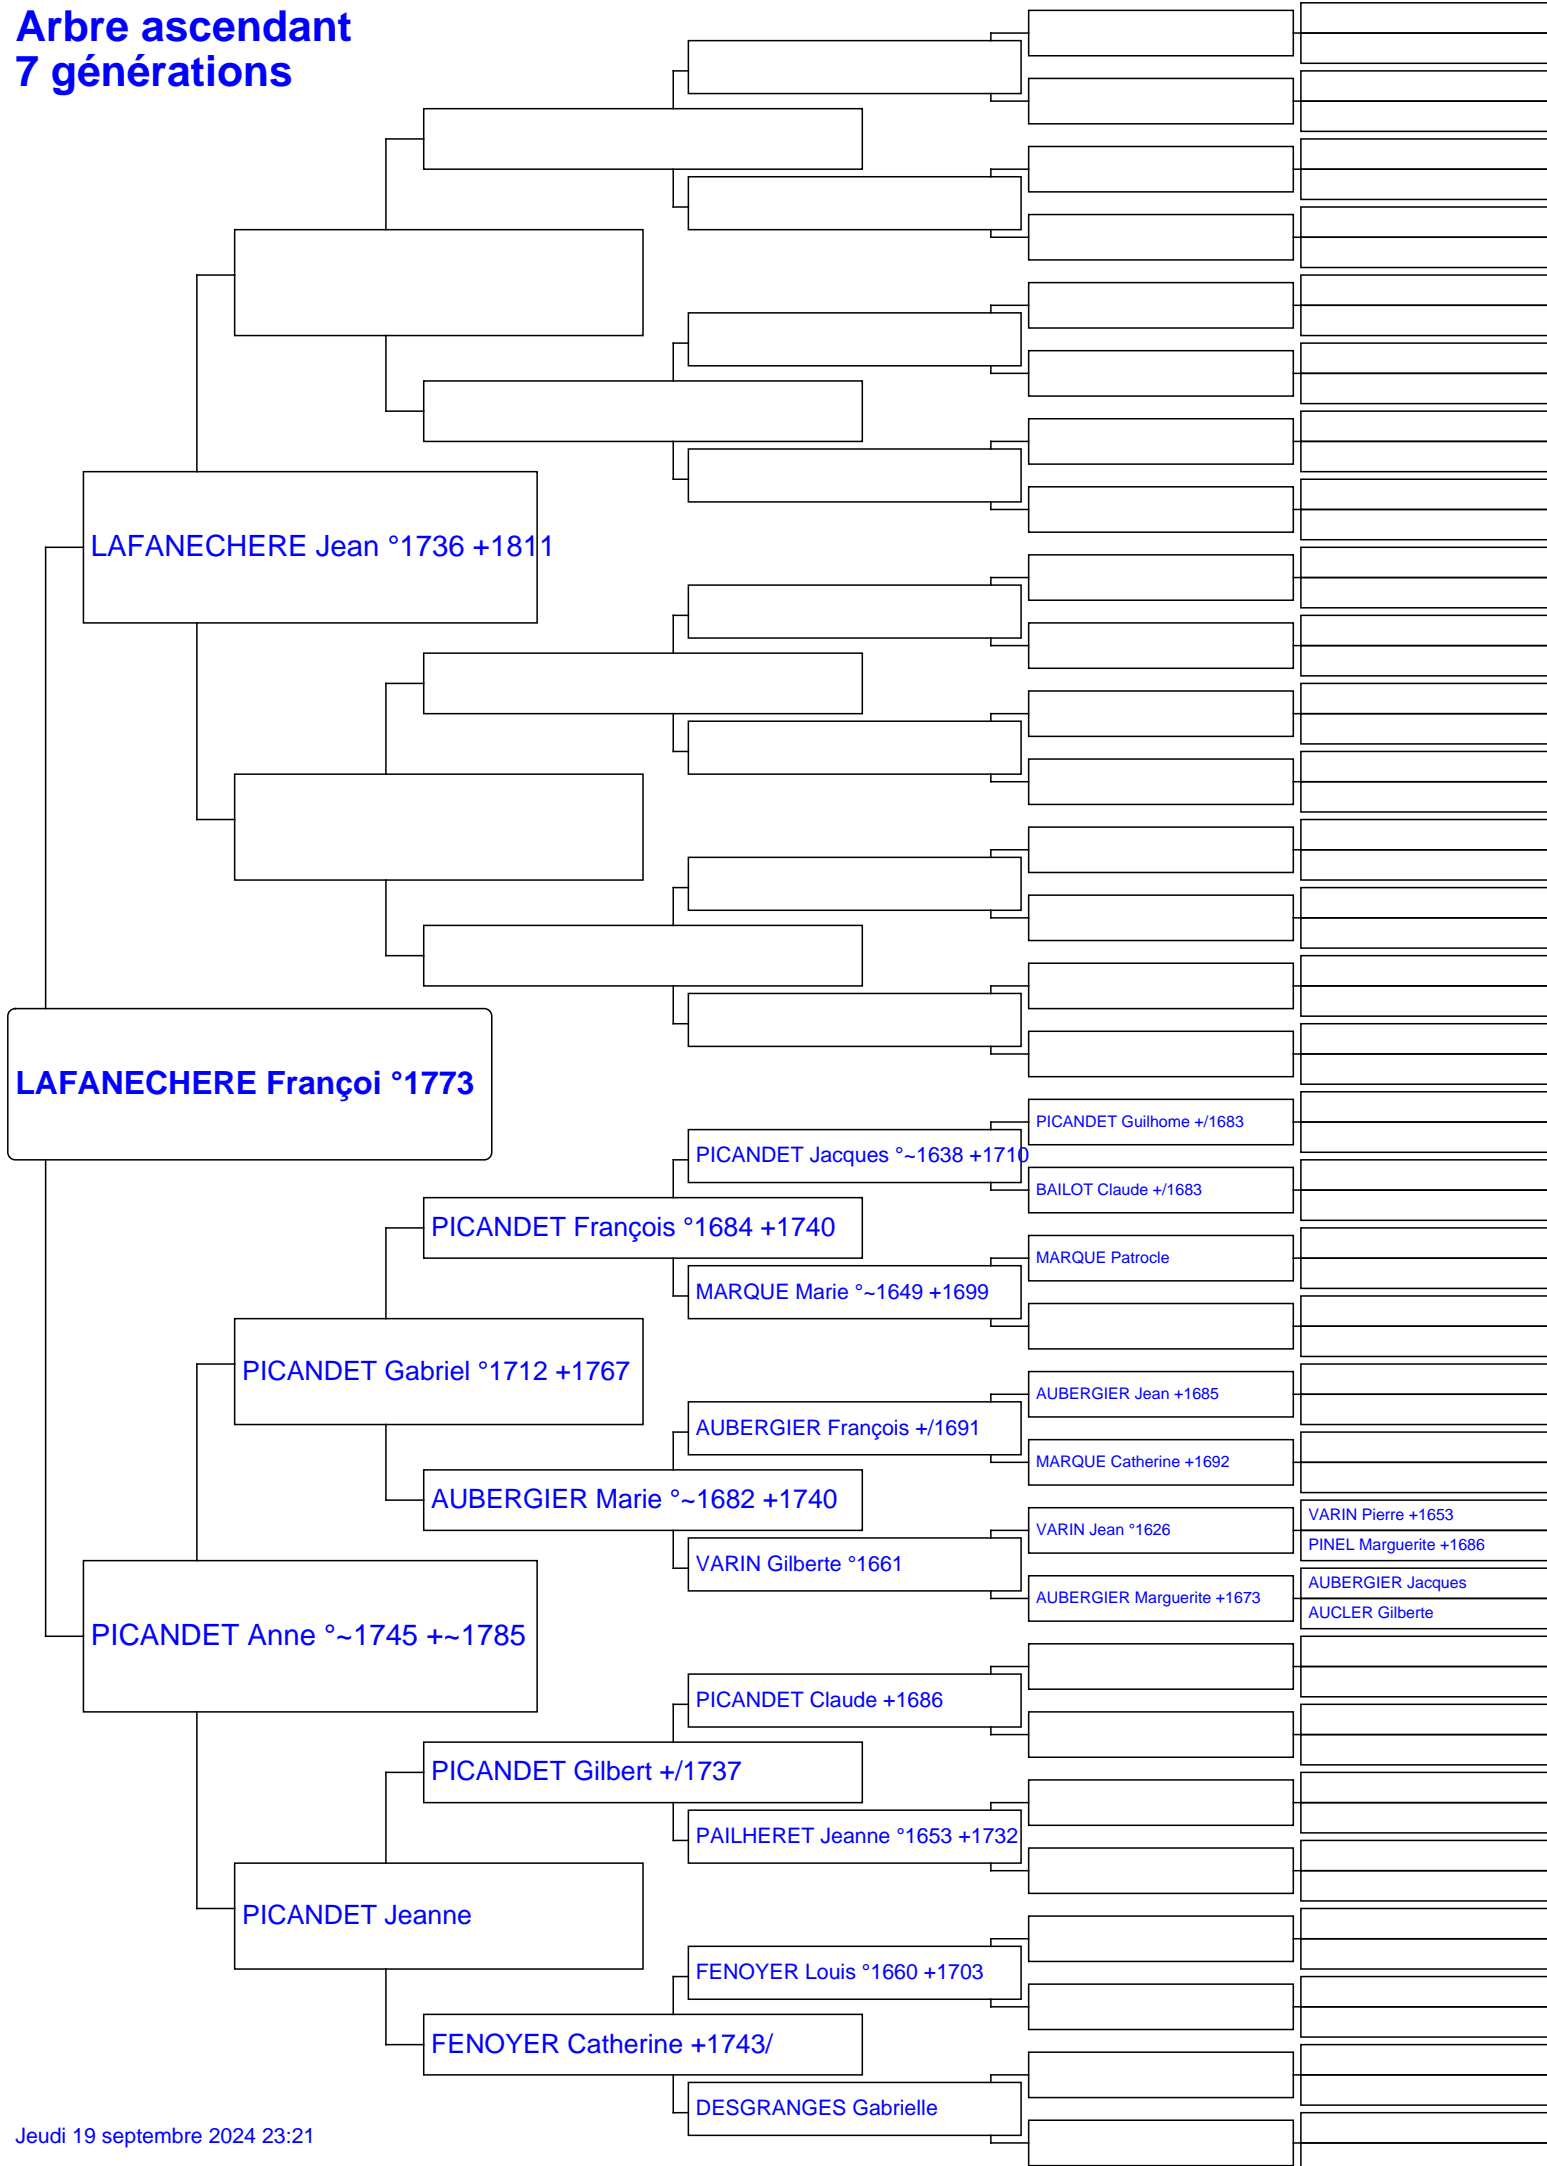 Arbre ascendant
7 générations
LAFANECHERE Jean °1736 +1811
LAFANECHERE Françoi °1773
PICANDET Guilhome +/1683
PICANDET Jacques °~1638 +1710
BAILOT Claude +/1683
PICANDET François °1684 +1740
MARQUE Patrocle
MARQUE Marie °~1649 +1699
PICANDET Gabriel °1712 +1767
AUBERGIER Jean +1685
AUBERGIER François +/1691
MARQUE Catherine +1692
AUBERGIER Marie °~1682 +1740
VARIN Pierre +1653
VARIN Jean °1626
PINEL Marguerite +1686
VARIN Gilberte °1661
AUBERGIER Jacques
AUBERGIER Marguerite +1673
AUCLER Gilberte
PICANDET Anne °~1745 +~1785
PICANDET Claude +1686
PICANDET Gilbert +/1737
PAILHERET Jeanne °1653 +1732
PICANDET Jeanne
FENOYER Louis °1660 +1703
FENOYER Catherine +1743/
DESGRANGES Gabrielle
Jeudi 19 septembre 2024 23:21